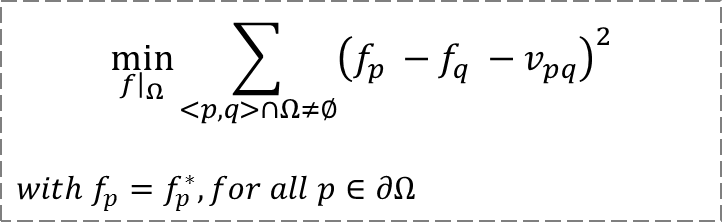 min f|Ω ∑ <p,q>∩Ω≠∅ (f_p − f_q − v_pq)^2
with f_p = f_p^*, for all p ∈ ∂Ω